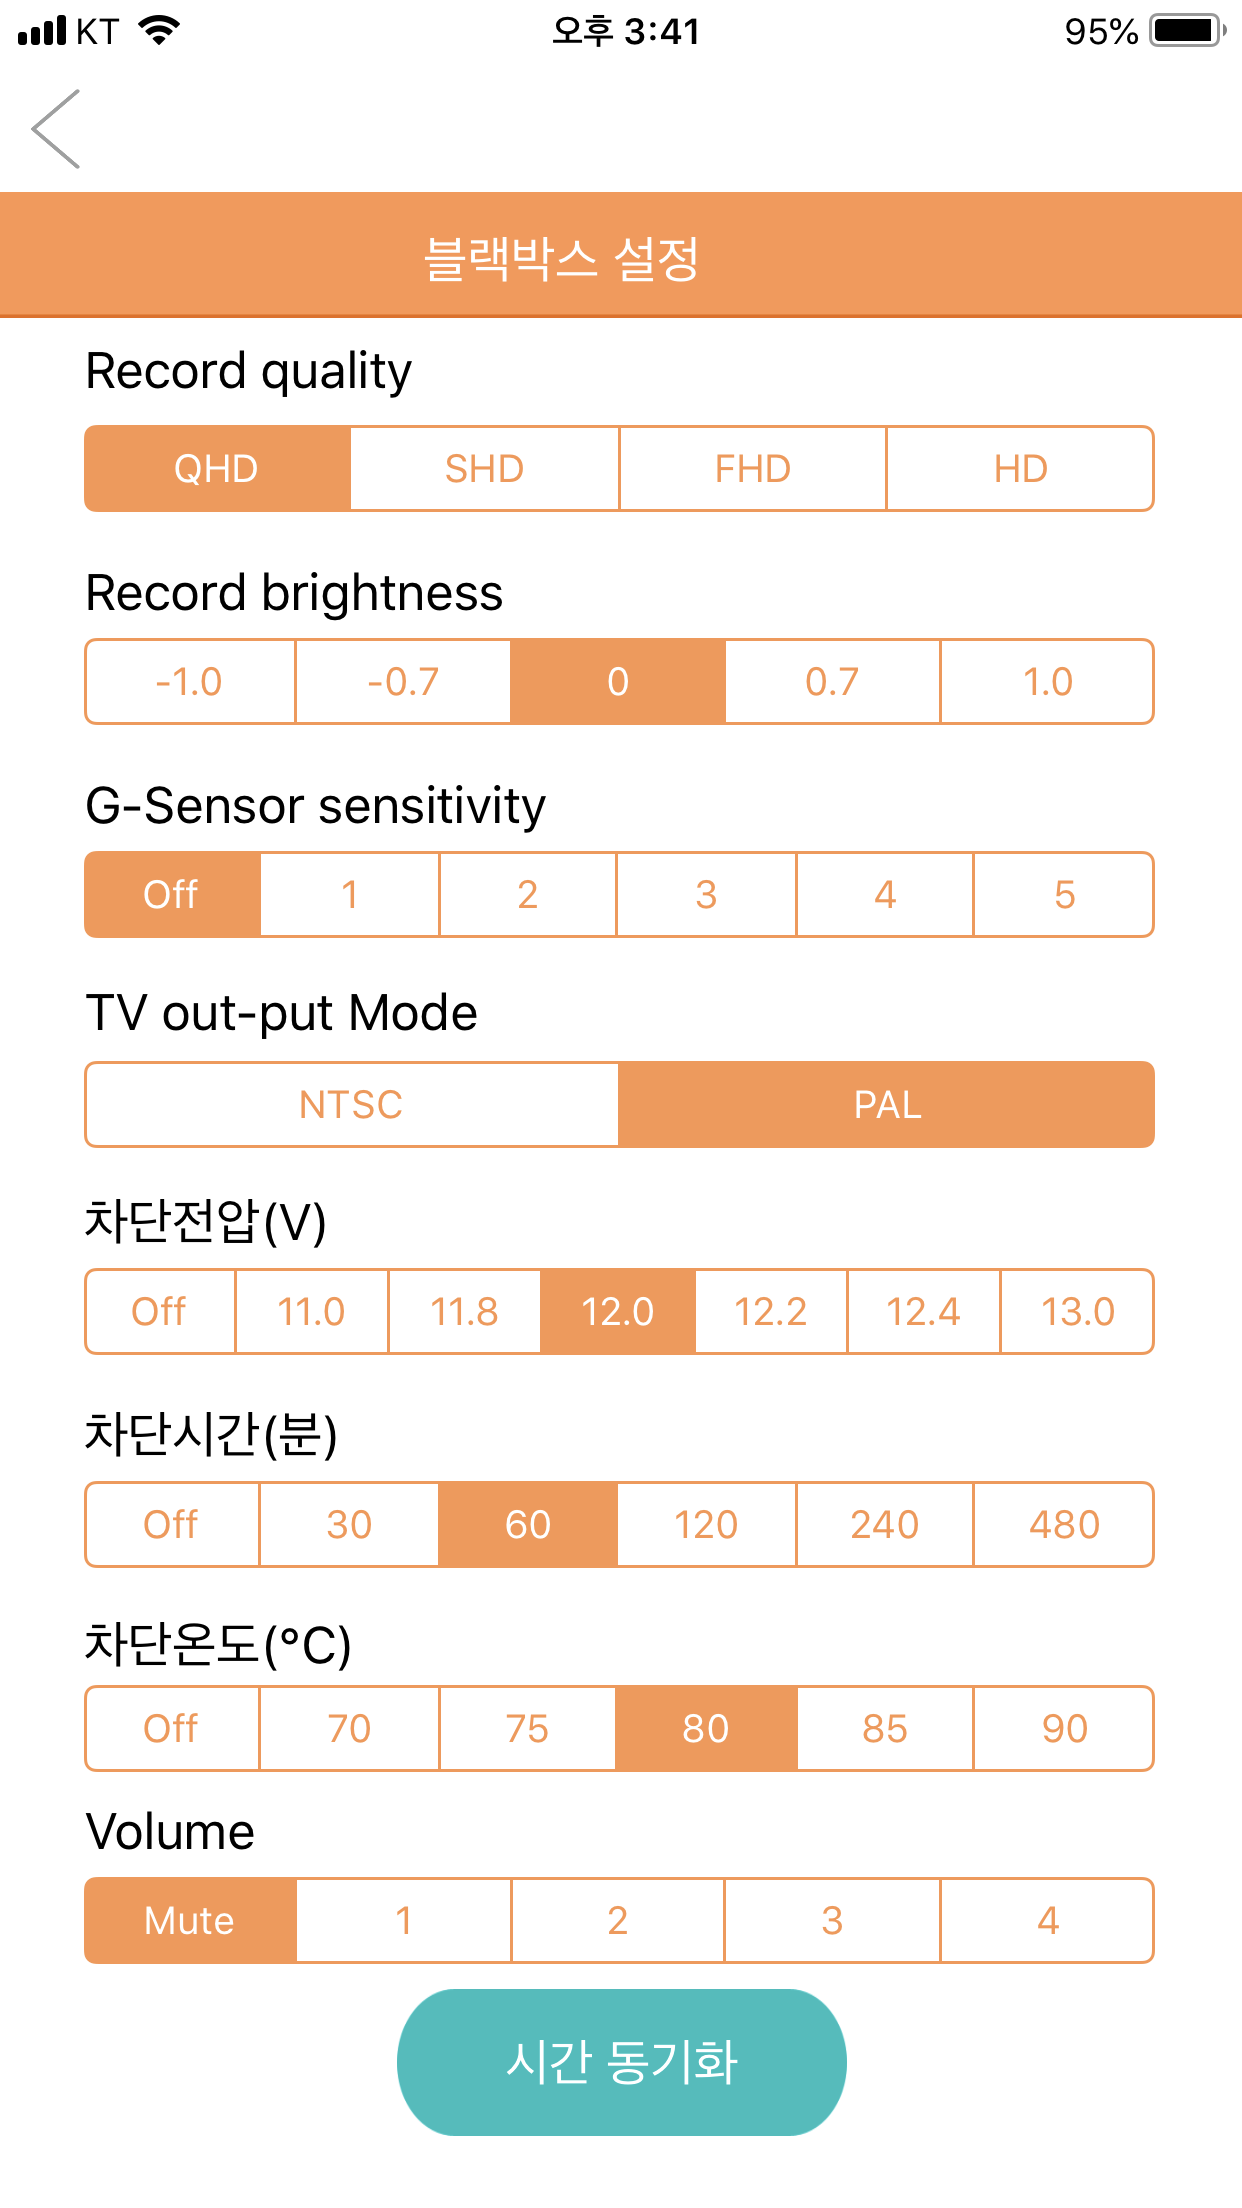 KT 오후 3:41 95%
블랙박스 설정
Record quality
QHD SHD FHD HD
Record brightness
-1.0 -0.7 0 0.7 1.0
G-Sensor sensitivity
Off 1 2 3 4 5
TV out-put Mode
NTSC PAL
차단전압(V)
Off 11.0 11.8 12.0 12.2 12.4 13.0
차단시간(분)
Off 30 60 120 240 480
차단온도(°C)
Off 70 75 80 85 90
Volume
Mute 1 2 3 4
시간 동기화